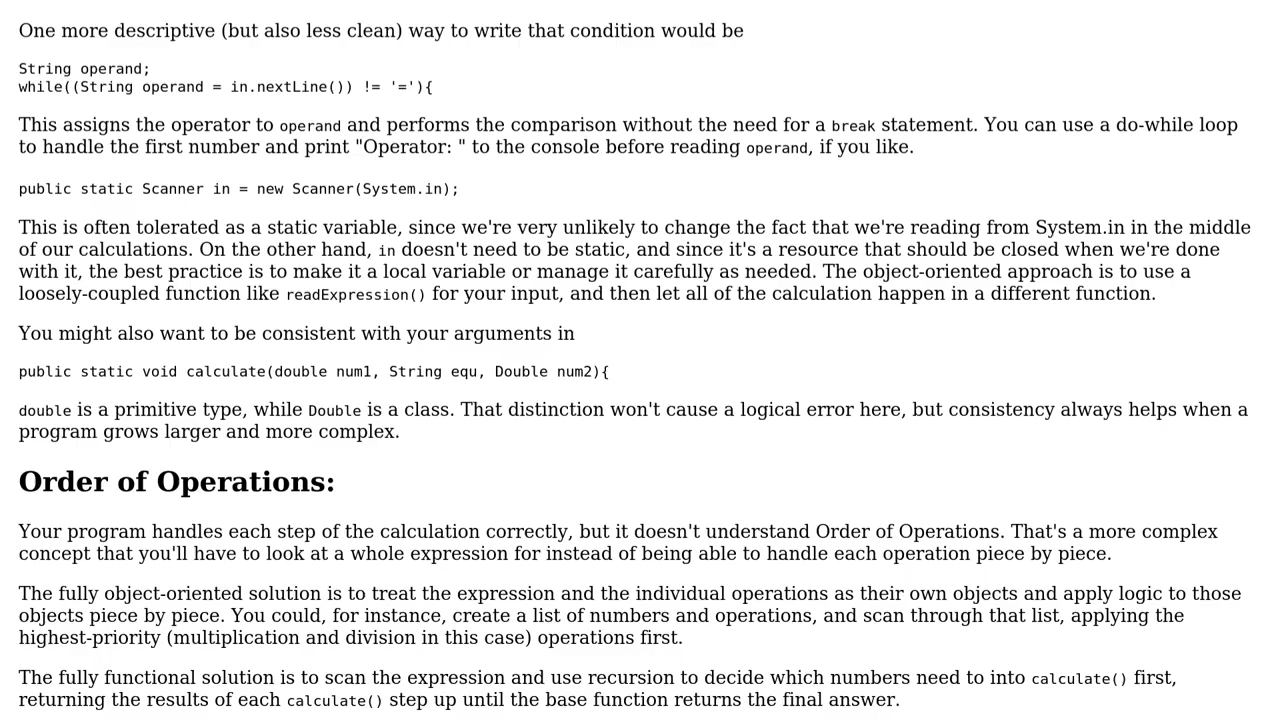 One more descriptive (but also less clean) way to write that condition would be
String operand;
while((String operand = in.nextLine()) != '='){
This assigns the operator to operand and performs the comparison without the need for a break statement. You can use a do-while loop
to handle the first number and print "Operator: " to the console before reading operand, if you like.
public static Scanner in = new Scanner(System.in);
This is often tolerated as a static variable, since we're very unlikely to change the fact that we're reading from System.in in the middle
of our calculations. On the other hand, in doesn't need to be static, and since it's a resource that should be closed when we're done
with it, the best practice is to make it a local variable or manage it carefully as needed. The object-oriented approach is to use a
loosely-coupled function like readExpression() for your input, and then let all of the calculation happen in a different function.
You might also want to be consistent with your arguments in
public static void calculate(double num1, String equ, Double num2){
double is a primitive type, while Double is a class. That distinction won't cause a logical error here, but consistency always helps when a
program grows larger and more complex.
Order of Operations:
Your program handles each step of the calculation correctly, but it doesn't understand Order of Operations. That's a more complex
concept that you'll have to look at a whole expression for instead of being able to handle each operation piece by piece.
The fully object-oriented solution is to treat the expression and the individual operations as their own objects and apply logic to those
objects piece by piece. You could, for instance, create a list of numbers and operations, and scan through that list, applying the
highest-priority (multiplication and division in this case) operations first.
The fully functional solution is to scan the expression and use recursion to decide which numbers need to into calculate() first,
returning the results of each calculate() step up until the base function returns the final answer.